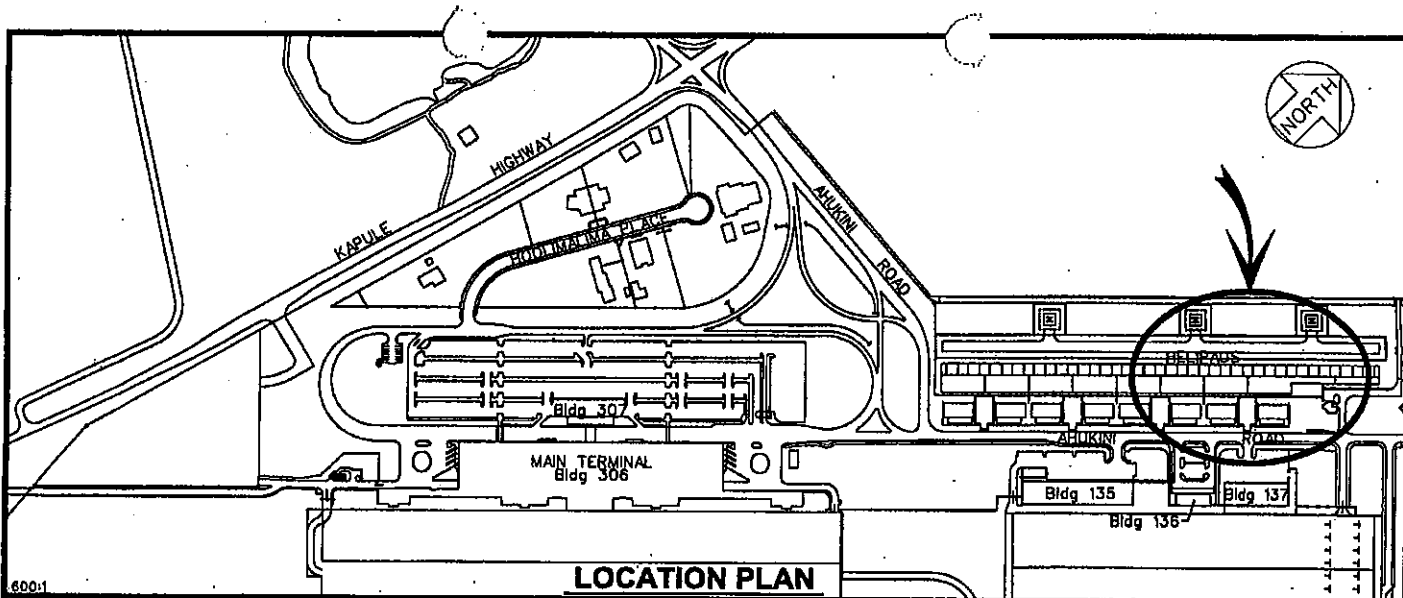 NORTH
KAPULE
HIGHWAY
HOOLIMALIMA PLACE
AHUKINI
ROAD
HELIPADS
Bldg 307
MAIN TERMINAL
Bldg 306
AHUKINI
ROAD
Bldg 135
Bldg 136
Bldg 137
LOCATION PLAN
600:1